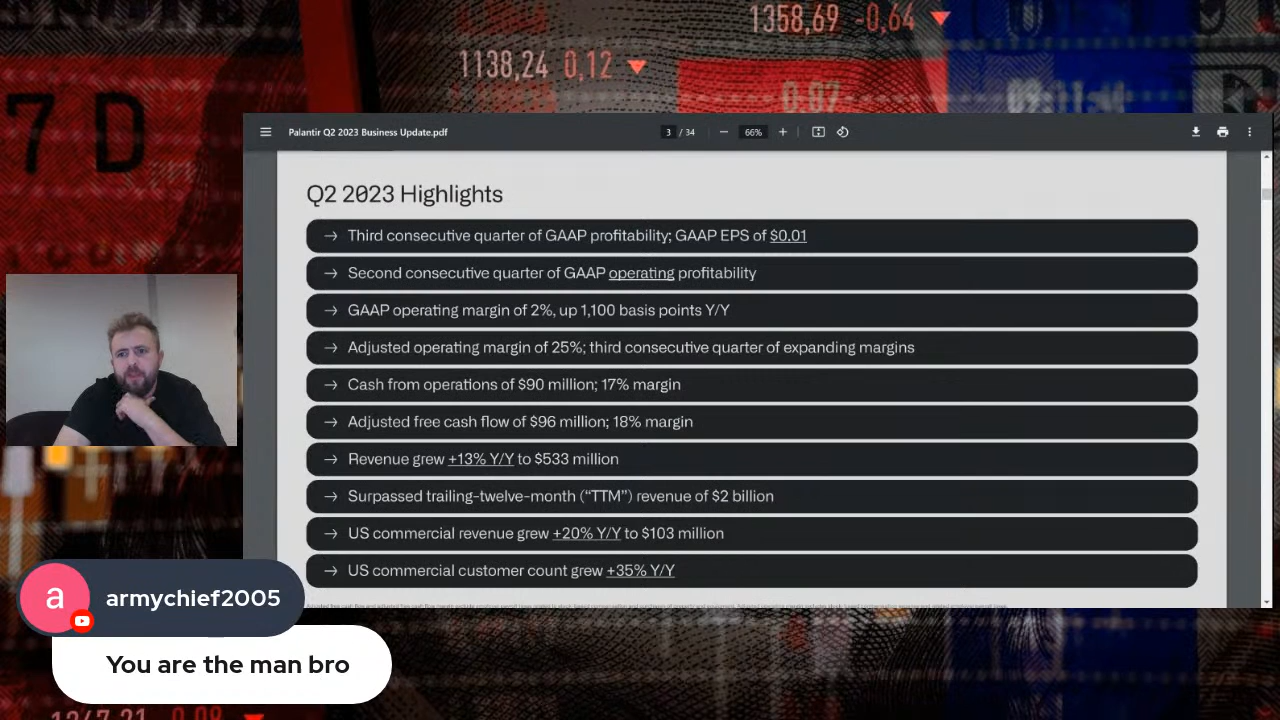 1358,69 -0,64
1138,24 0,12
0:07
7 D
Palantir Q2 2023 Business Update.pdf
3 / 34
66%
Q2 2023 Highlights
→ Third consecutive quarter of GAAP profitability; GAAP EPS of $0.01
→ Second consecutive quarter of GAAP operating profitability
→ GAAP operating margin of 2%, up 1,100 basis points Y/Y
→ Adjusted operating margin of 25%; third consecutive quarter of expanding margins
→ Cash from operations of $90 million; 17% margin
→ Adjusted free cash flow of $96 million; 18% margin
→ Revenue grew +13% Y/Y to $533 million
→ Surpassed trailing-twelve-month (“TTM”) revenue of $2 billion
→ US commercial revenue grew +20% Y/Y to $103 million
→ US commercial customer count grew +35% Y/Y
a
armychief2005
You are the man bro